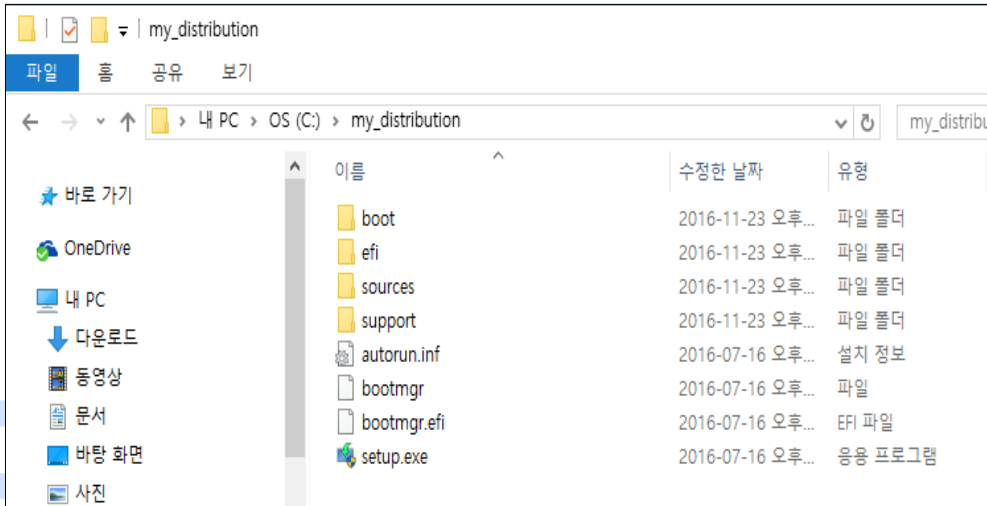 my_distribution
파일 홈 공유 보기
내 PC > OS (C:) > my_distribution
my_distribu
이름 수정한 날짜 유형
바로 가기
OneDrive
내 PC
다운로드
동영상
문서
바탕 화면
사진
boot 2016-11-23 오후... 파일 폴더
efi 2016-11-23 오후... 파일 폴더
sources 2016-11-23 오후... 파일 폴더
support 2016-11-23 오후... 파일 폴더
autorun.inf 2016-07-16 오후... 설치 정보
bootmgr 2016-07-16 오후... 파일
bootmgr.efi 2016-07-16 오후... EFI 파일
setup.exe 2016-07-16 오후... 응용 프로그램